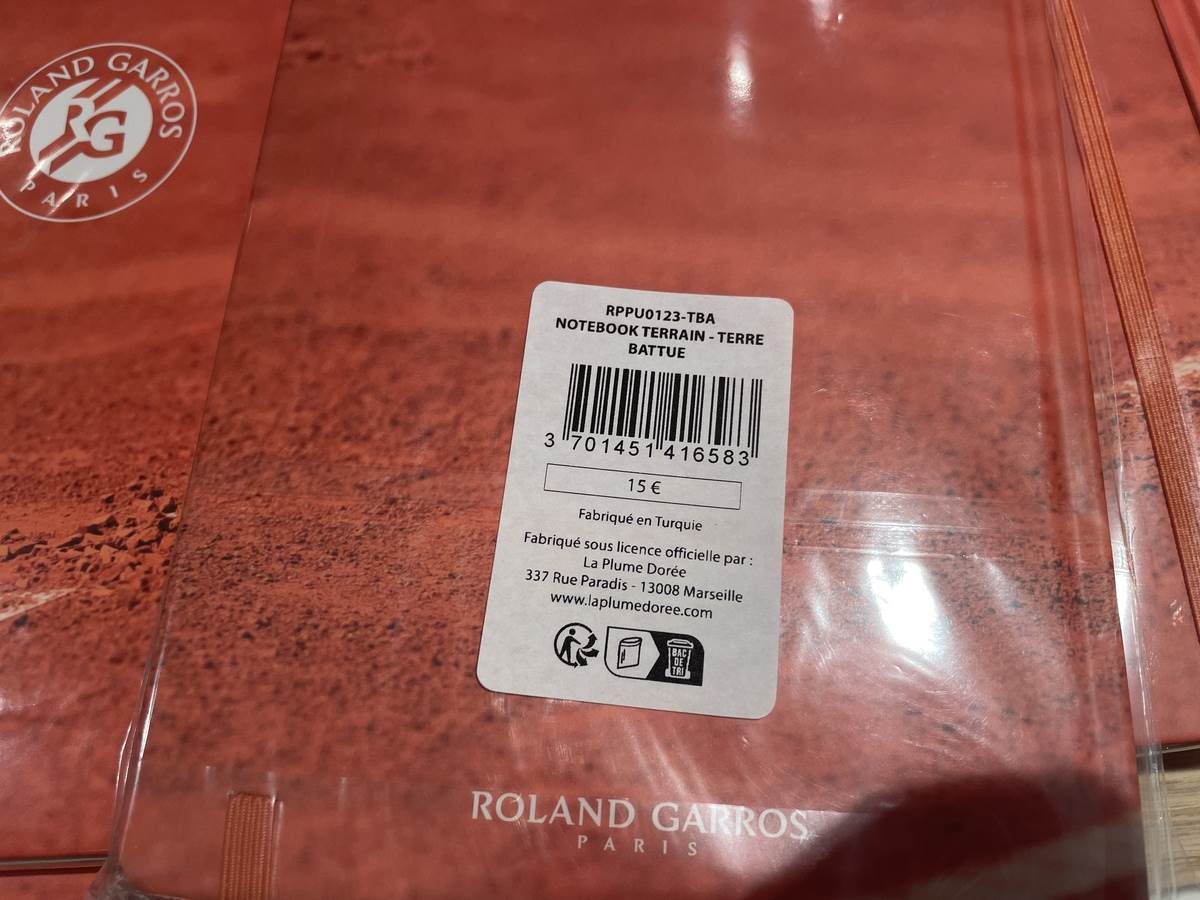 ROLAND GARROS
RG
PARIS
RPPU0123-TBA
NOTEBOOK TERRAIN - TERRE
BATTUE
3 701451 416583
15 €
Fabriqué en Turquie
Fabriqué sous licence officielle par :
La Plume Dorée
337 Rue Paradis - 13008 Marseille
www.laplumedoree.com
BAC
DE
TRI
ROLAND GARROS
PARIS